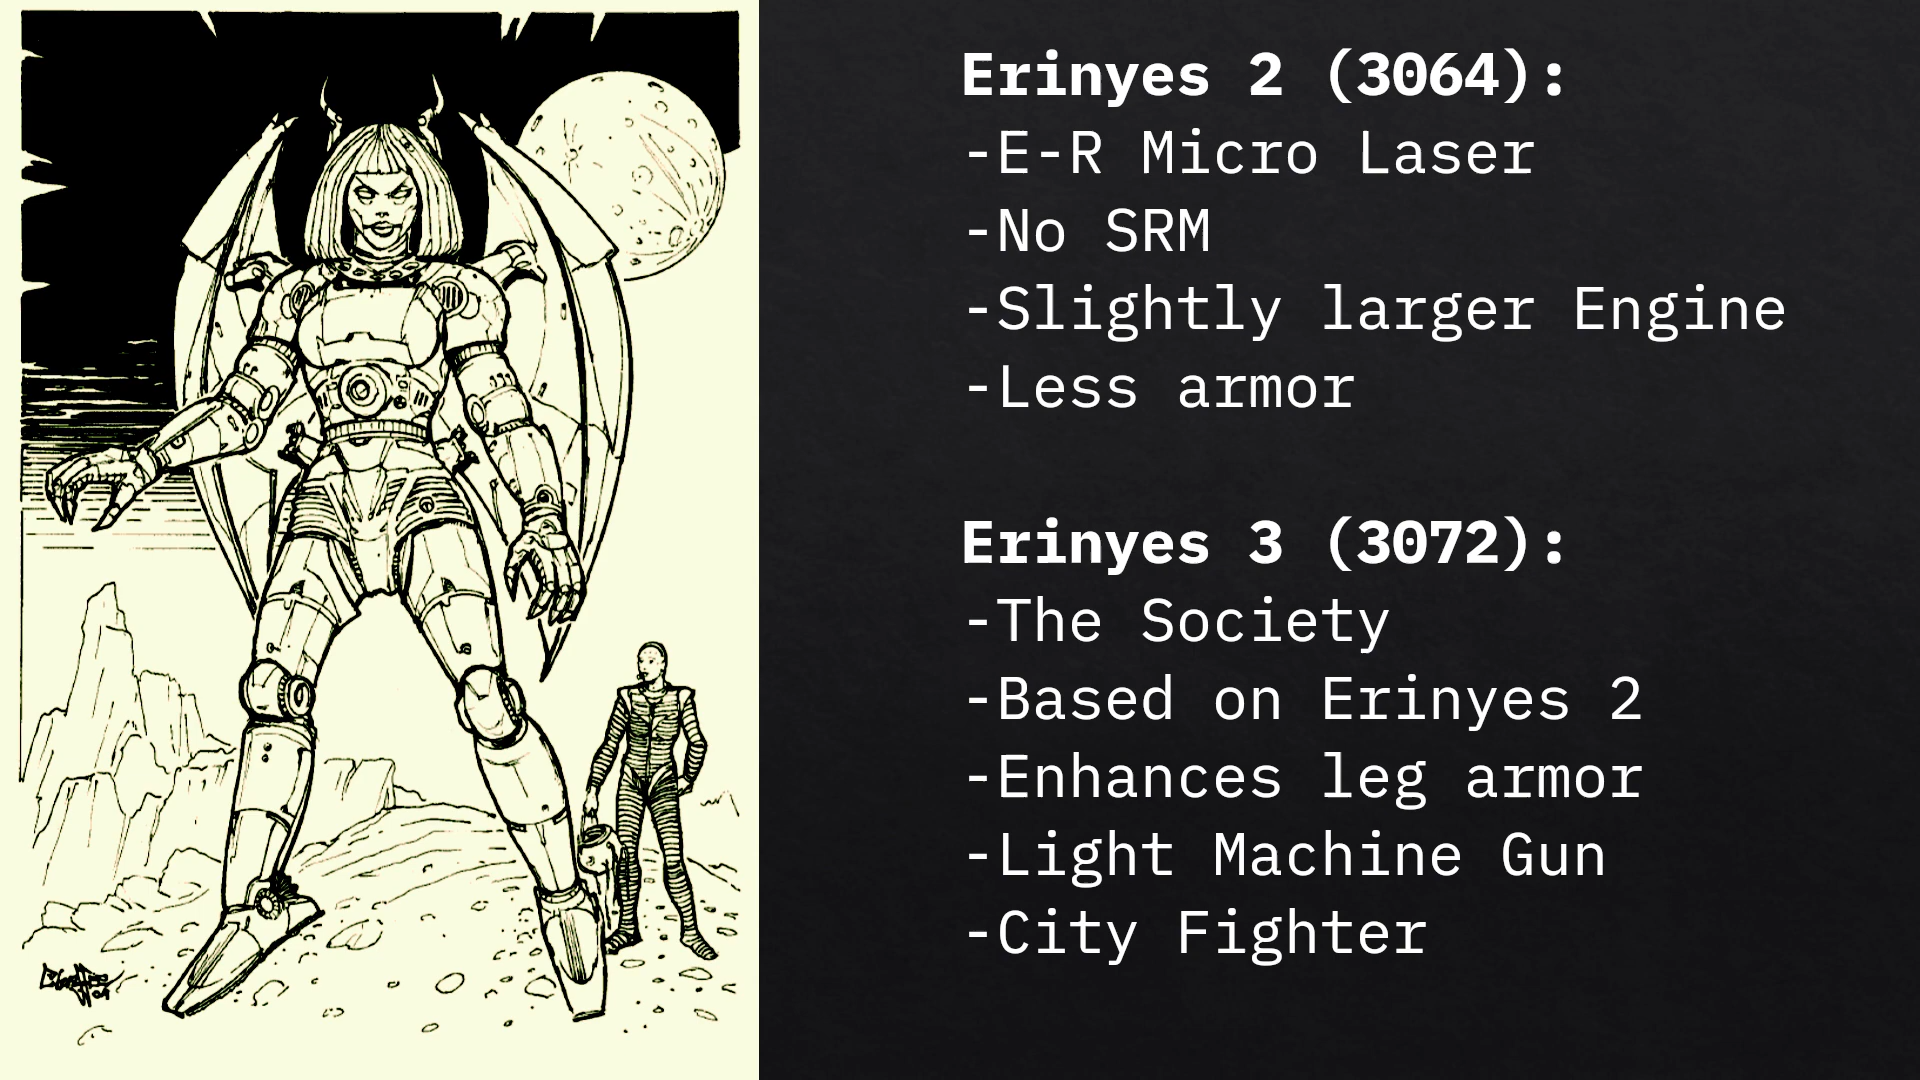 Erinyes 2 (3064):
-E-R Micro Laser
-No SRM
-Slightly larger Engine
-Less armor
Erinyes 3 (3072):
-The Society
-Based on Erinyes 2
-Enhances leg armor
-Light Machine Gun
-City Fighter